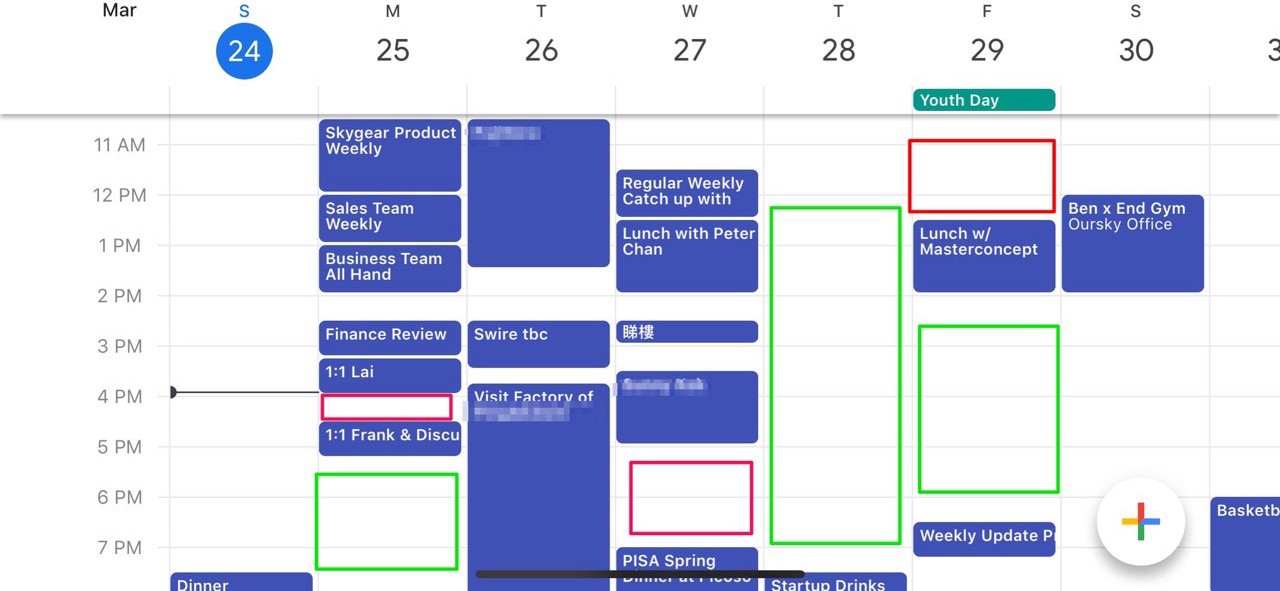 Mar
S
M
T
W
T
F
S
24
25
26
27
28
29
30
3
Youth Day
11 AM
12 PM
1 PM
2 PM
3 PM
4 PM
5 PM
6 PM
7 PM
Dinner
Skygear Product
Weekly
Sales Team
Weekly
Business Team
All Hand
Finance Review
1:1 Lai
1:1 Frank & Discu
Swire tbc
Visit Factory of
Regular Weekly
Catch up with
Lunch with Peter
Chan
睇樓
PISA Spring
Dinner at Picoso
Startup Drinks
Lunch w/
Masterconcept
Weekly Update Pr
Ben x End Gym
Oursky Office
Basketb